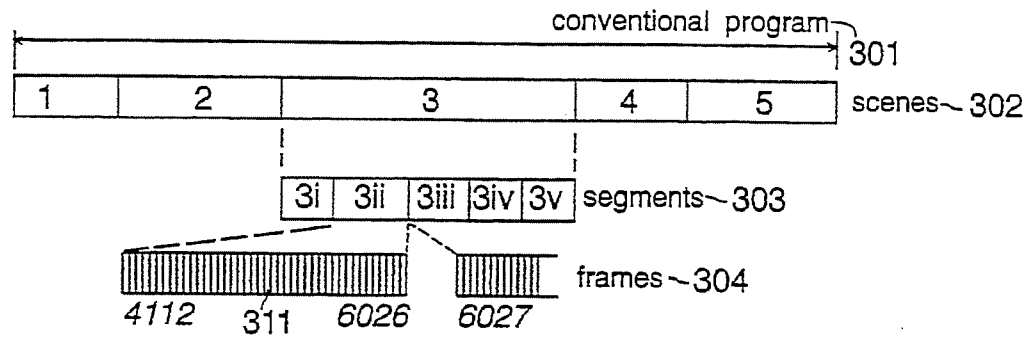 conventional program
301
1 2 3 4 5 scenes 302
3i 3ii 3iii 3iv 3v segments 303
frames 304
4112 311 6026 6027